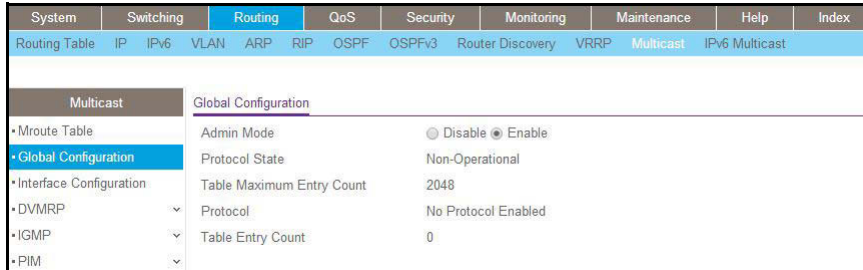 System Switching Routing QoS Security Monitoring Maintenance Help Index
Routing Table IP IPv6 VLAN ARP RIP OSPF OSPFv3 Router Discovery VRRP Multicast IPv6 Multicast
Multicast
Mroute Table
Global Configuration
Interface Configuration
DVMRP
IGMP
PIM
Global Configuration
Admin Mode Disable Enable
Protocol State Non-Operational
Table Maximum Entry Count 2048
Protocol No Protocol Enabled
Table Entry Count 0